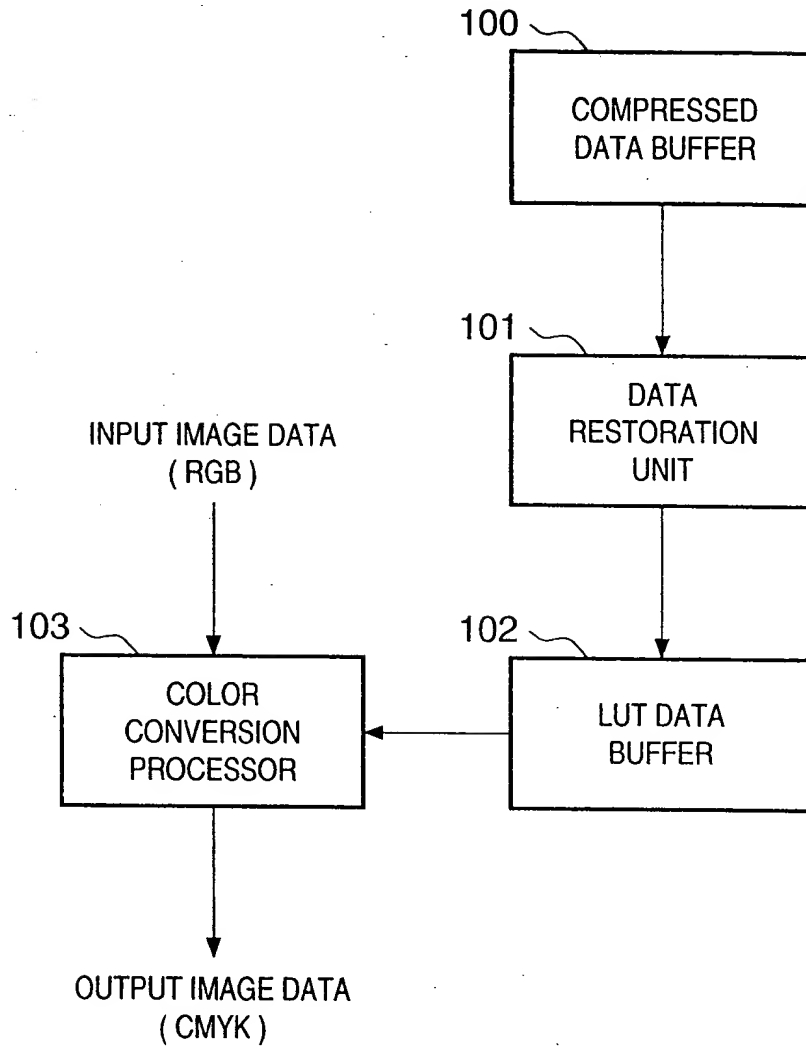 100
COMPRESSED
DATA BUFFER
101
DATA
RESTORATION
UNIT
INPUT IMAGE DATA
( RGB )
103
COLOR
CONVERSION
PROCESSOR
102
LUT DATA
BUFFER
OUTPUT IMAGE DATA
( CMYK )